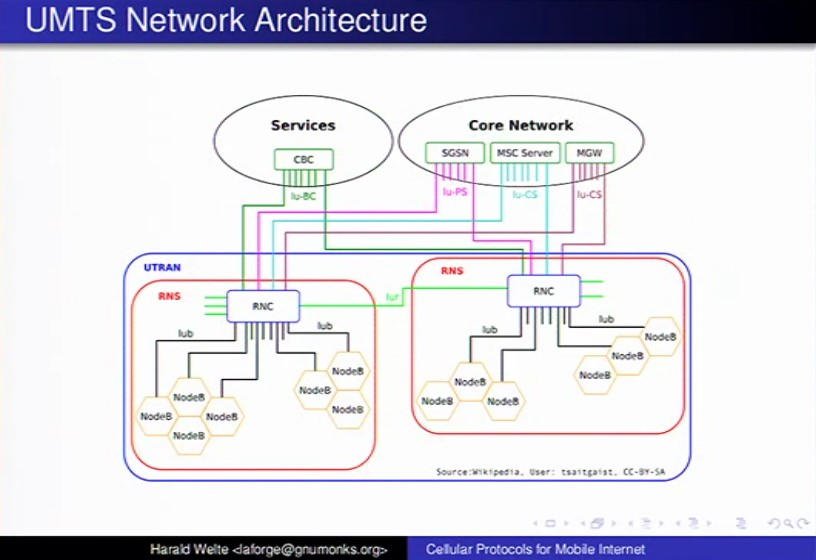 UMTS Network Architecture
Services
Core Network
CBC
SGSN
MSC Server
MGW
Iu-BC
Iu-PS
Iu-CS
Iu-CS
UTRAN
RNS
RNS
RNC
RNC
Iur
Iub
Iub
Iub
Iub
NodeB
NodeB
NodeB
NodeB
NodeB
NodeB
NodeB
NodeB
NodeB
NodeB
NodeB
NodeB
NodeB
Source:Wikipedia, User: tsaitgaist, CC-BY-SA
Harald Welte <laforge@gnumonks.org>
Cellular Protocols for Mobile Internet